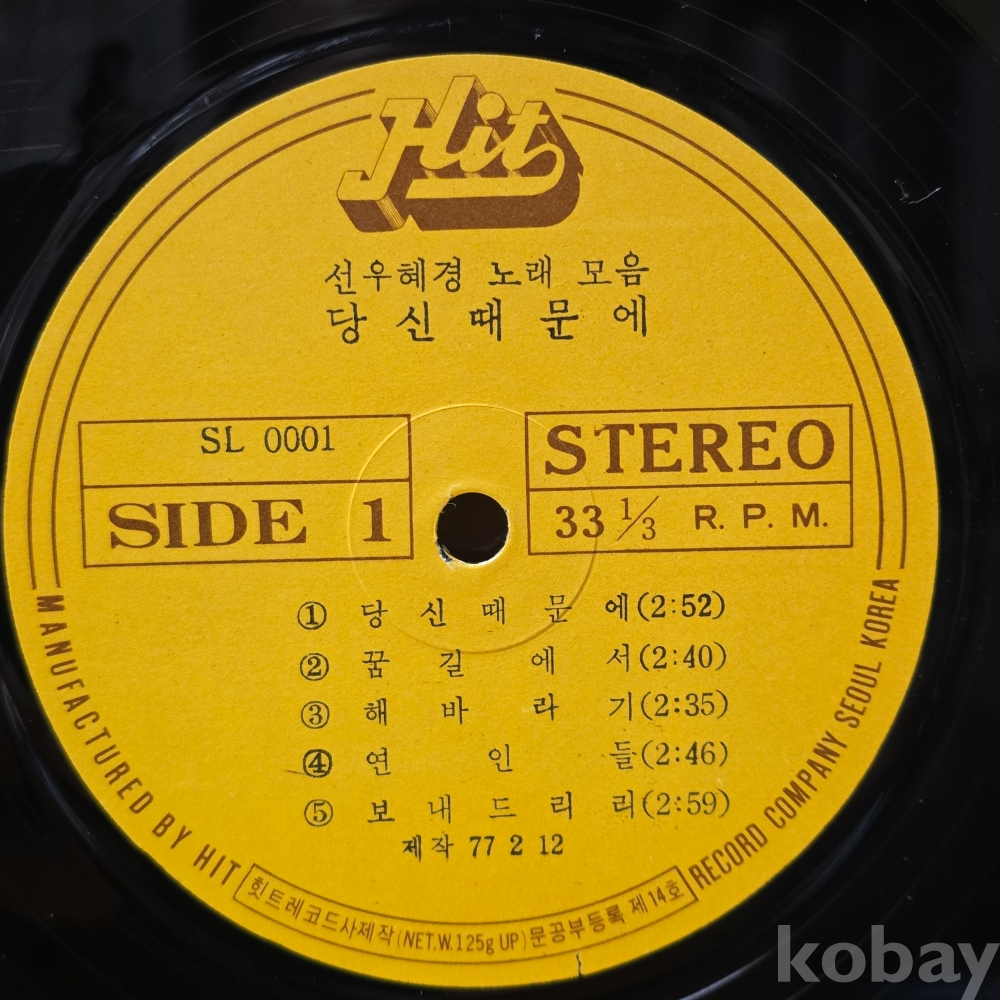 Hit
선우혜경 노래 모음
당신때문에
SL 0001
SIDE 1
STEREO
33 1/3 R. P. M.
① 당신때문에(2:52)
② 꿈길에서(2:40)
③ 해바라기(2:35)
④ 연인들(2:46)
⑤ 보내드리리(2:59)
제작 77 2 12
MANUFACTURED BY HIT RECORD COMPANY SEOUL KOREA
힛트레코드사제작(NET.W.125g UP)문공부등록 제14호
kobay